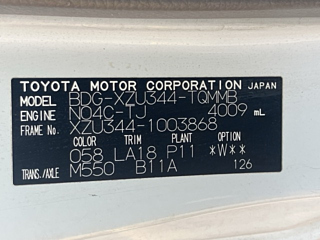 TOYOTA MOTOR CORPORATION JAPAN
MODEL BDG-XZU344-TQMMB
ENGINE N04C-TJ 4009 mL
FRAME No. XZU344-1003868
COLOR TRIM PLANT OPTION
058 LA18 P11 *W**
TRANS./AXLE M550 B11A 126